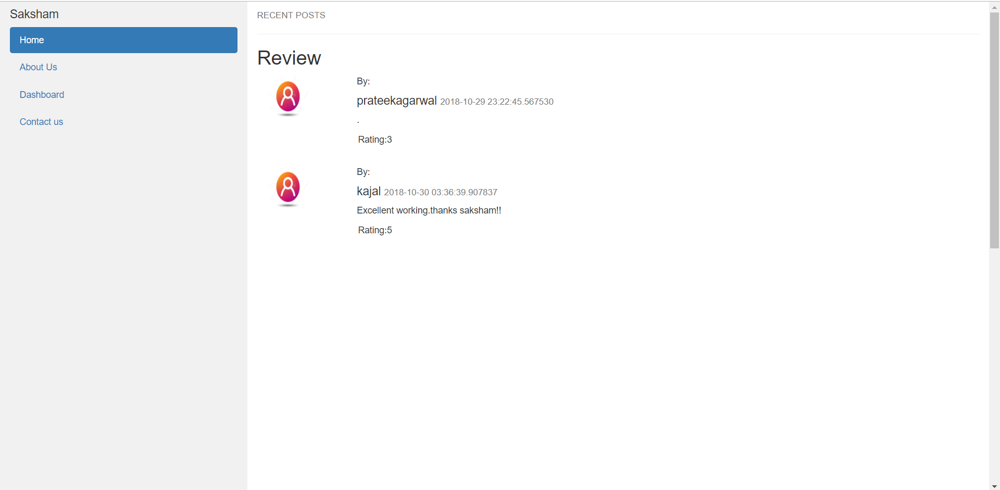 Saksham
Home
About Us
Dashboard
Contact us
RECENT POSTS
Review
By:
prateekagarwal 2018-10-29 23:22:45.567530
.
Rating:3
By:
kajal 2018-10-30 03:36:39.907837
Excellent working.thanks saksham!!
Rating:5